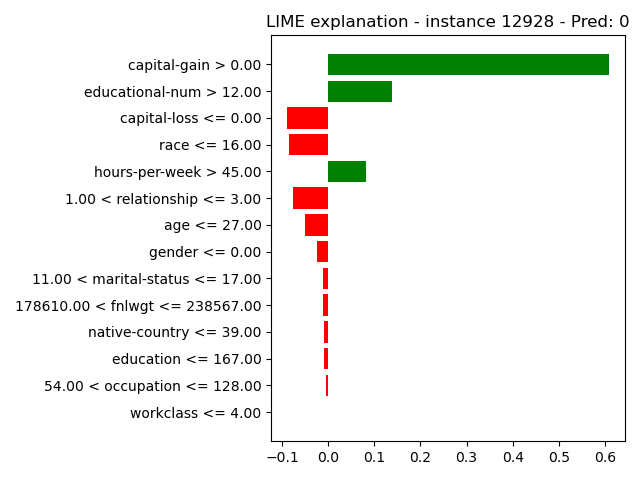 LIME explanation - instance 12928 - Pred: 0
capital-gain > 0.00
educational-num > 12.00
capital-loss <= 0.00
race <= 16.00
hours-per-week > 45.00
1.00 < relationship <= 3.00
age <= 27.00
gender <= 0.00
11.00 < marital-status <= 17.00
178610.00 < fnlwgt <= 238567.00
native-country <= 39.00
education <= 167.00
54.00 < occupation <= 128.00
workclass <= 4.00
−0.1 0.0 0.1 0.2 0.3 0.4 0.5 0.6